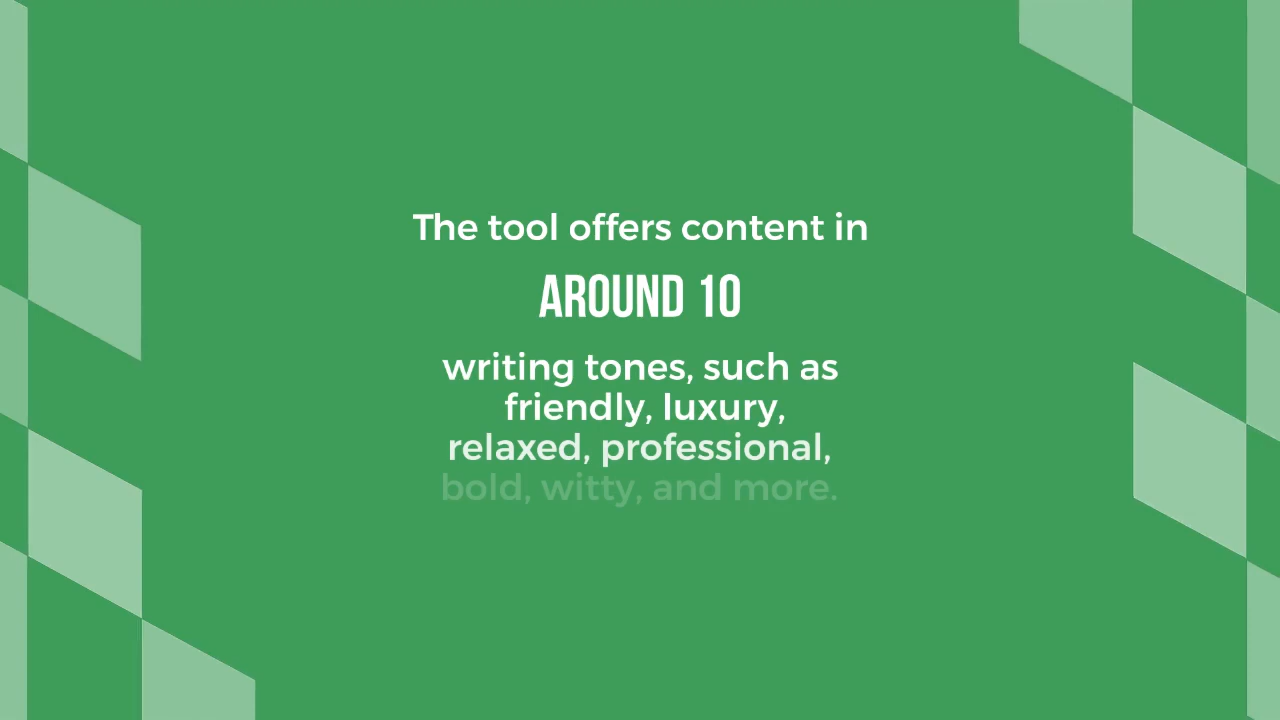 The tool offers content in
AROUND 10
writing tones, such as
friendly, luxury,
relaxed, professional,
bold, witty, and more.